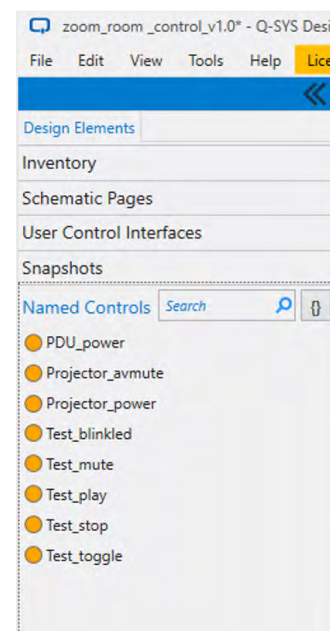 zoom_room _control_v1.0* - Q-SYS Desi
File Edit View Tools Help Lice
Design Elements
Inventory
Schematic Pages
User Control Interfaces
Snapshots
Named Controls Search {}
PDU_power
Projector_avmute
Projector_power
Test_blinkled
Test_mute
Test_play
Test_stop
Test_toggle